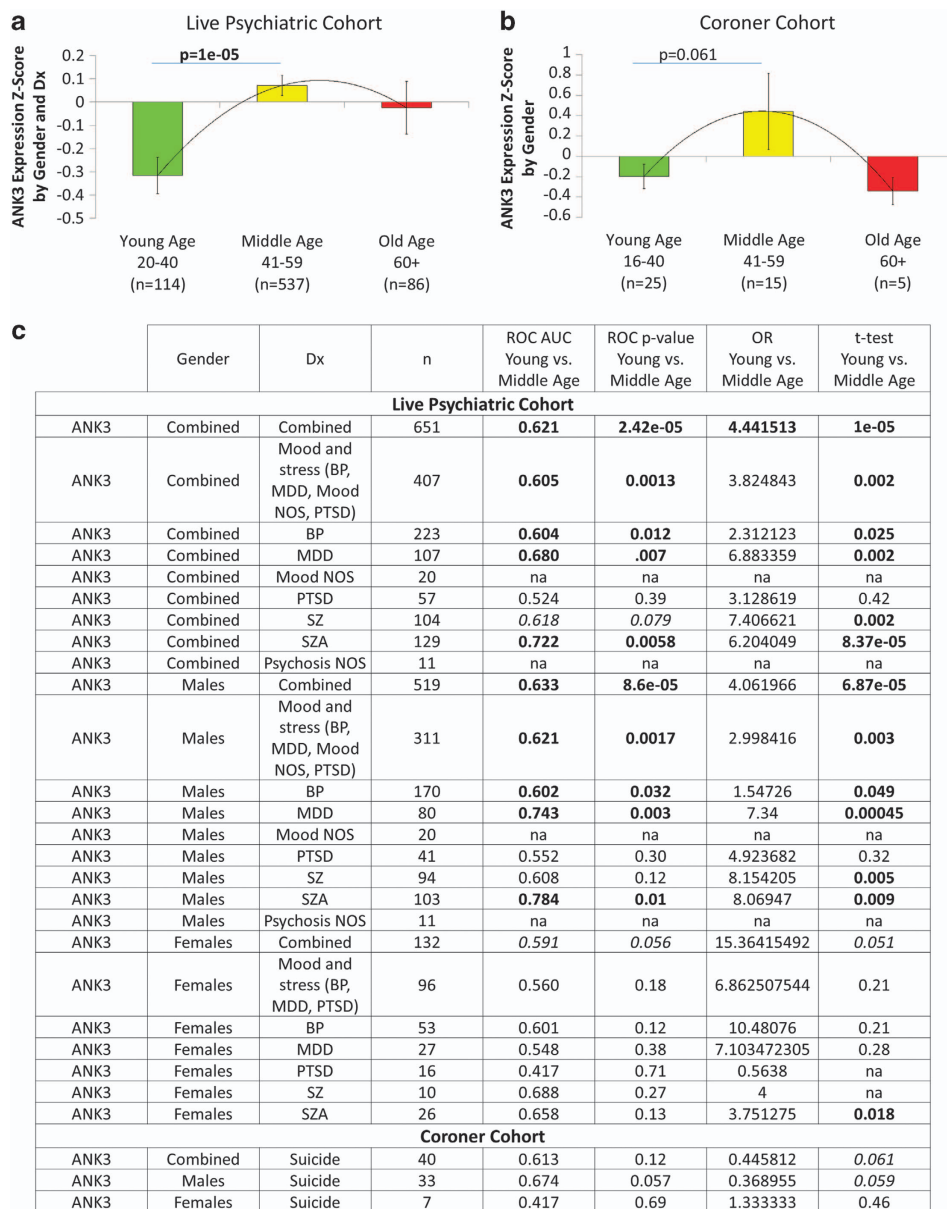 a Live Psychiatric Cohort
ANK3 Expression Z-Score
by Gender and Dx
p=1e-05
0.2
0.1
0
-0.1
-0.2
-0.3
-0.4
-0.5
Young Age Middle Age Old Age
20-40 41-59 60+
(n=114) (n=537) (n=86)
b Coroner Cohort
ANK3 Expression Z-Score
by Gender
p=0.061
1
0.8
0.6
0.4
0.2
0
-0.2
-0.4
-0.6
Young Age Middle Age Old Age
16-40 41-59 60+
(n=25) (n=15) (n=5)
c
Gender Dx n ROC AUC Young vs. Middle Age ROC p-value Young vs. Middle Age OR Young vs. Middle Age t-test Young vs. Middle Age
Live Psychiatric Cohort
ANK3 Combined Combined 651 0.621 2.42e-05 4.441513 1e-05
ANK3 Combined Mood and stress (BP, MDD, Mood NOS, PTSD) 407 0.605 0.0013 3.824843 0.002
ANK3 Combined BP 223 0.604 0.012 2.312123 0.025
ANK3 Combined MDD 107 0.680 .007 6.883359 0.002
ANK3 Combined Mood NOS 20 na na na na
ANK3 Combined PTSD 57 0.524 0.39 3.128619 0.42
ANK3 Combined SZ 104 0.618 0.079 7.406621 0.002
ANK3 Combined SZA 129 0.722 0.0058 6.204049 8.37e-05
ANK3 Combined Psychosis NOS 11 na na na na
ANK3 Males Combined 519 0.633 8.6e-05 4.061966 6.87e-05
ANK3 Males Mood and stress (BP, MDD, Mood NOS, PTSD) 311 0.621 0.0017 2.998416 0.003
ANK3 Males BP 170 0.602 0.032 1.54726 0.049
ANK3 Males MDD 80 0.743 0.003 7.34 0.00045
ANK3 Males Mood NOS 20 na na na na
ANK3 Males PTSD 41 0.552 0.30 4.923682 0.32
ANK3 Males SZ 94 0.608 0.12 8.154205 0.005
ANK3 Males SZA 103 0.784 0.01 8.06947 0.009
ANK3 Males Psychosis NOS 11 na na na na
ANK3 Females Combined 132 0.591 0.056 15.36415492 0.051
ANK3 Females Mood and stress (BP, MDD, PTSD) 96 0.560 0.18 6.862507544 0.21
ANK3 Females BP 53 0.601 0.12 10.48076 0.21
ANK3 Females MDD 27 0.548 0.38 7.103472305 0.28
ANK3 Females PTSD 16 0.417 0.71 0.5638 na
ANK3 Females SZ 10 0.688 0.27 4 na
ANK3 Females SZA 26 0.658 0.13 3.751275 0.018
Coroner Cohort
ANK3 Combined Suicide 40 0.613 0.12 0.445812 0.061
ANK3 Males Suicide 33 0.674 0.057 0.368955 0.059
ANK3 Females Suicide 7 0.417 0.69 1.333333 0.46